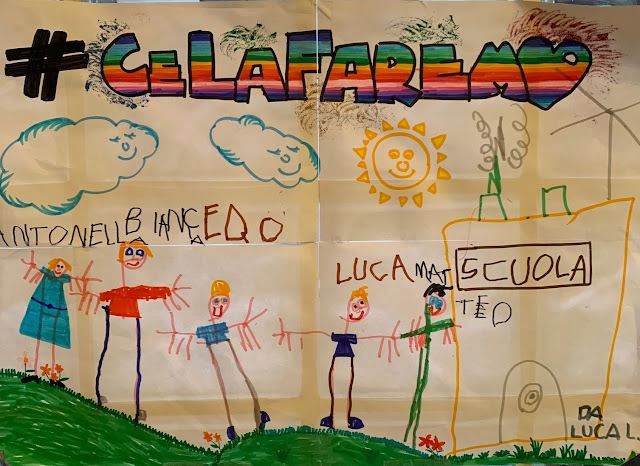 #CELAFAREMO
ANTONELLA BIANCA EDO
LUCA MATTEO SCUOLA
DA
LUCA L.